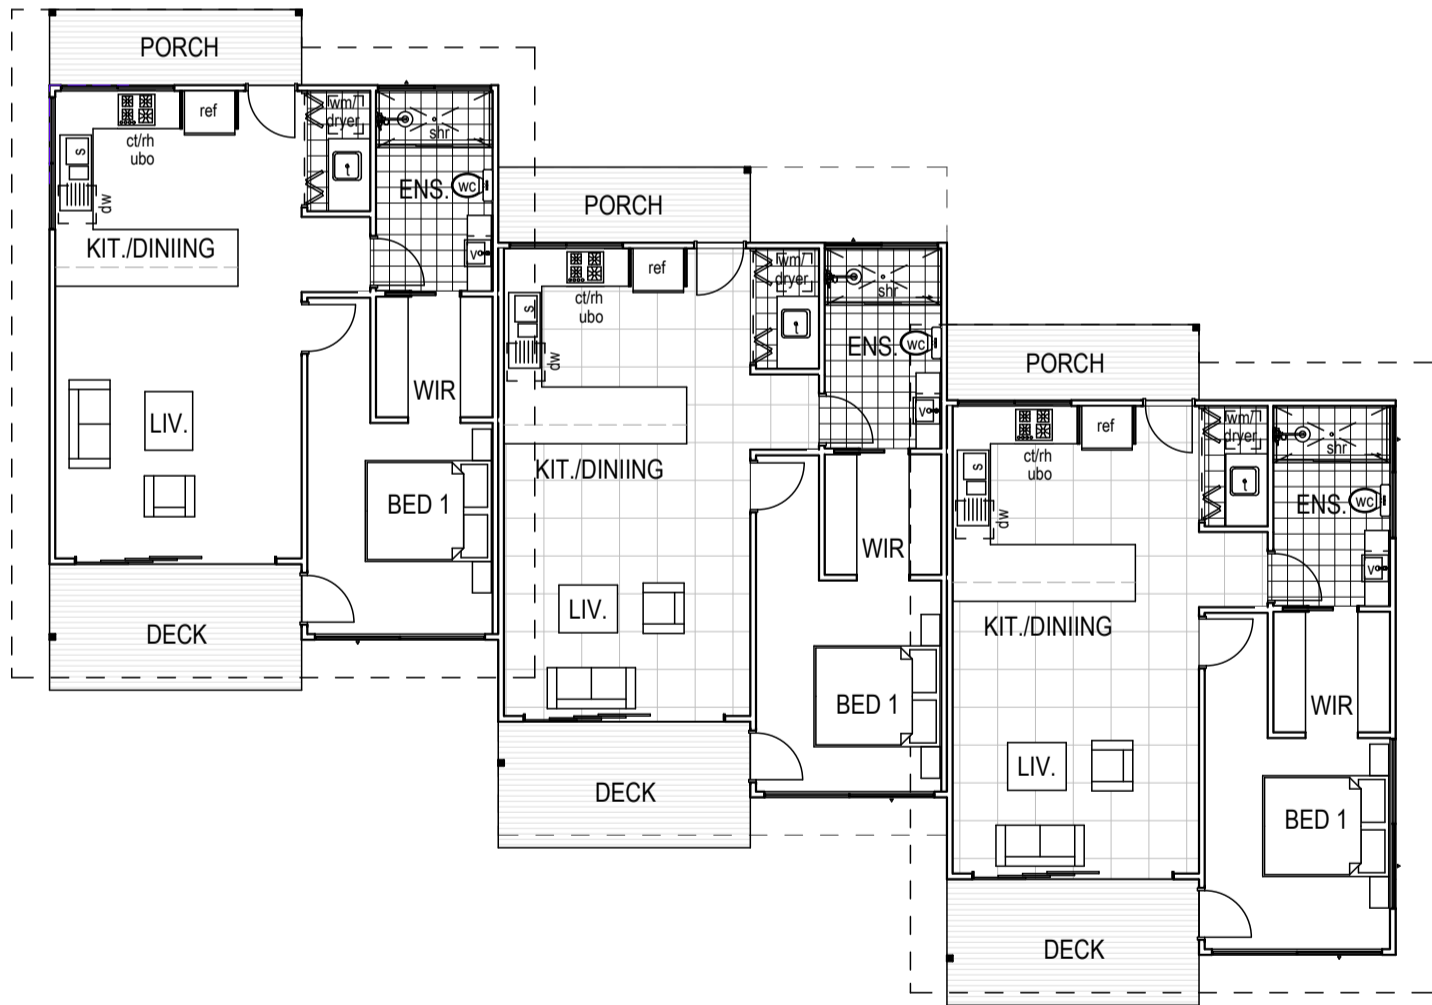 PORCH
ref
wm/
dryer
shr
ct/rh
ubo
s
t
dw
ENS.
wc
v
KIT./DINIING
WIR
LIV.
BED 1
DECK
PORCH
ref
wm/
dryer
shr
ct/rh
ubo
s
t
dw
ENS.
wc
v
KIT./DINIING
WIR
LIV.
BED 1
DECK
PORCH
ref
wm/
dryer
shr
ct/rh
ubo
s
t
dw
ENS.
wc
v
KIT./DINIING
WIR
LIV.
BED 1
DECK